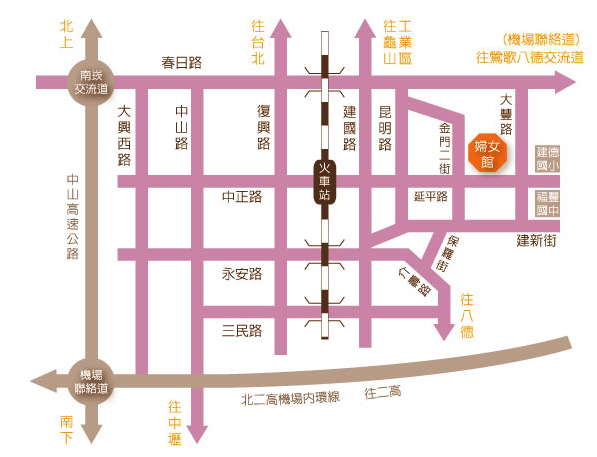 北上
往台北
往龜山
工業區
(機場聯絡道)
往鶯歌八德交流道
春日路
南崁
交流道
大興西路
中山路
復興路
建國路
昆明路
金門二街
大豐路
婦女
館
建德
國小
火車站
中山高速公路
中正路
延平路
福豐
國中
建新街
保羅街
永安路
介壽路
往八德
三民路
機場
聯絡道
北二高機場內環線
往二高
南下
往中壢